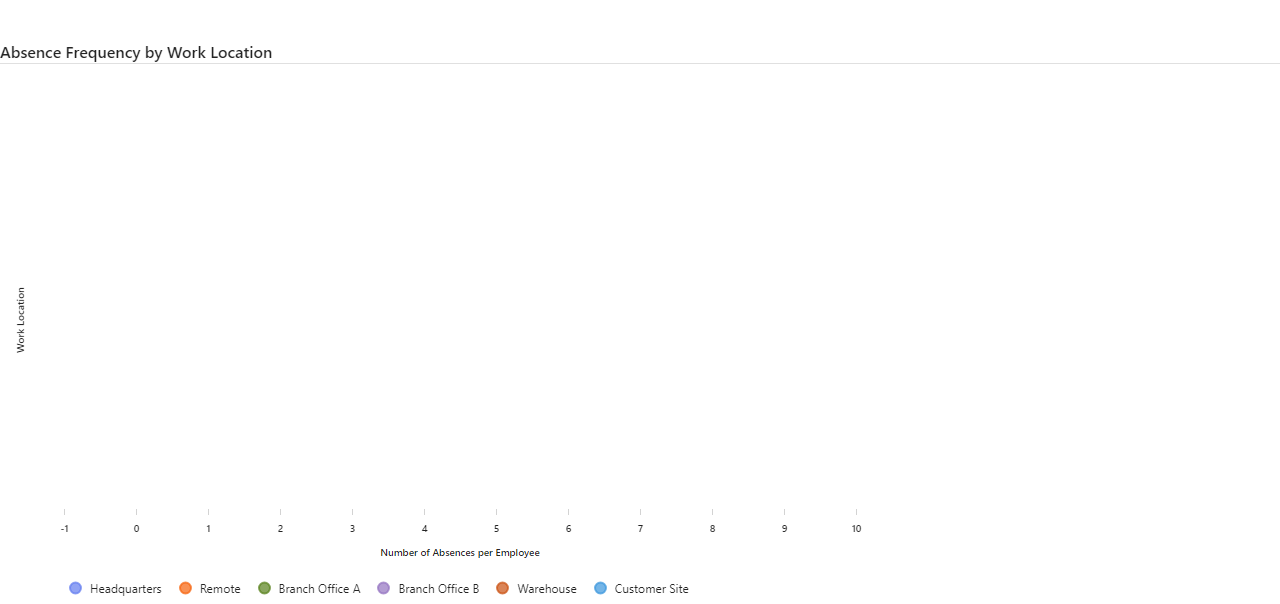 Absence Frequency by Work Location
Work Location
-1 0 1 2 3 4 5 6 7 8 9 10
Number of Absences per Employee
Headquarters Remote Branch Office A Branch Office B Warehouse Customer Site